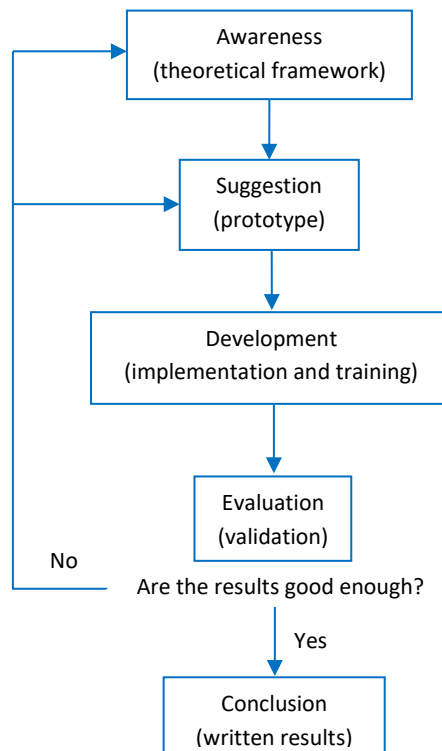 Awareness
(theoretical framework)
Suggestion
(prototype)
Development
(implementation and training)
Evaluation
(validation)
No
Are the results good enough?
Yes
Conclusion
(written results)